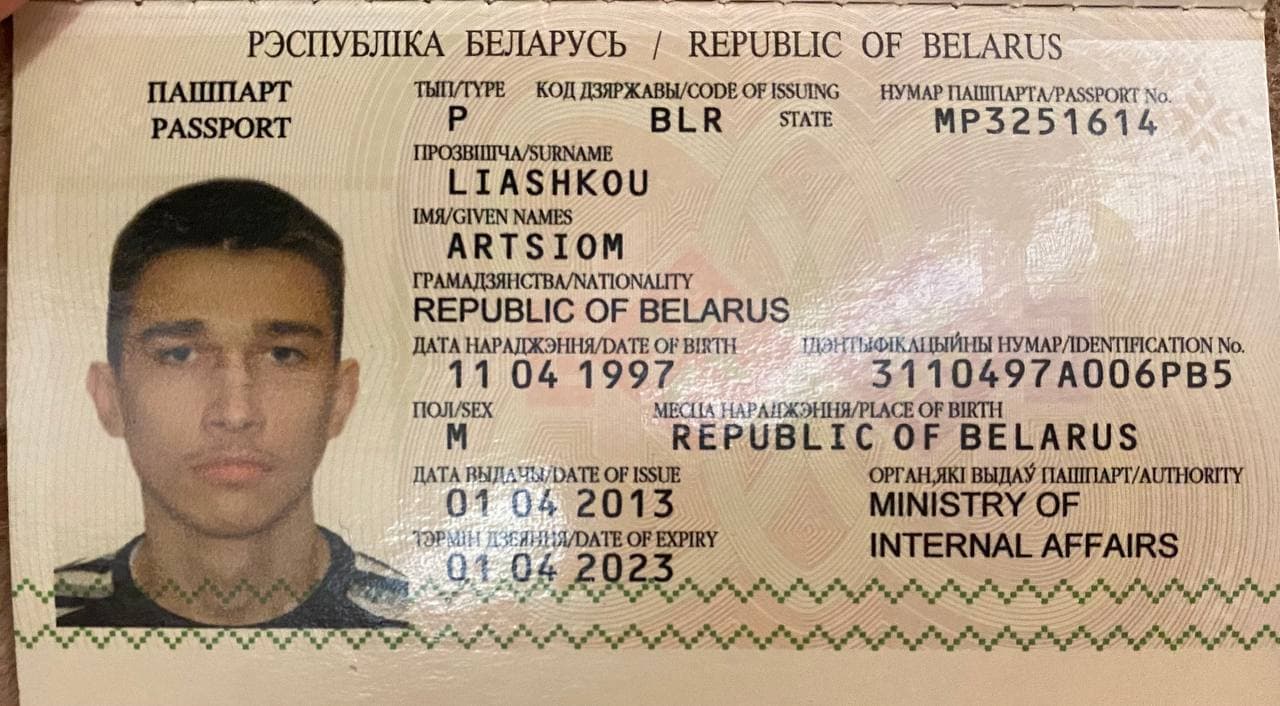 РЭСПУБЛІКА БЕЛАРУСЬ / REPUBLIC OF BELARUS
ПАШПАРТ
PASSPORT
ТЫП/TYPE КОД ДЗЯРЖАВЫ/CODE OF ISSUING STATE НУМАР ПАШПАРТА/PASSPORT No.
P BLR MP3251614
ПРОЗВІШЧА/SURNAME
LIASHKOU
ІМЯ/GIVEN NAMES
ARTSIOM
ГРАМАДЗЯНСТВА/NATIONALITY
REPUBLIC OF BELARUS
ДАТА НАРАДЖЭННЯ/DATE OF BIRTH ІДЭНТЫФІКАЦЫЙНЫ НУМАР/IDENTIFICATION No.
11 04 1997 3110497A006PB5
ПОЛ/SEX МЕСЦА НАРАДЖЭННЯ/PLACE OF BIRTH
M REPUBLIC OF BELARUS
ДАТА ВЫДАЧЫ/DATE OF ISSUE ОРГАН,ЯКІ ВЫДАЎ ПАШПАРТ/AUTHORITY
01 04 2013 MINISTRY OF
ТЭРМІН ДЗЕЯННЯ/DATE OF EXPIRY INTERNAL AFFAIRS
01 04 2023